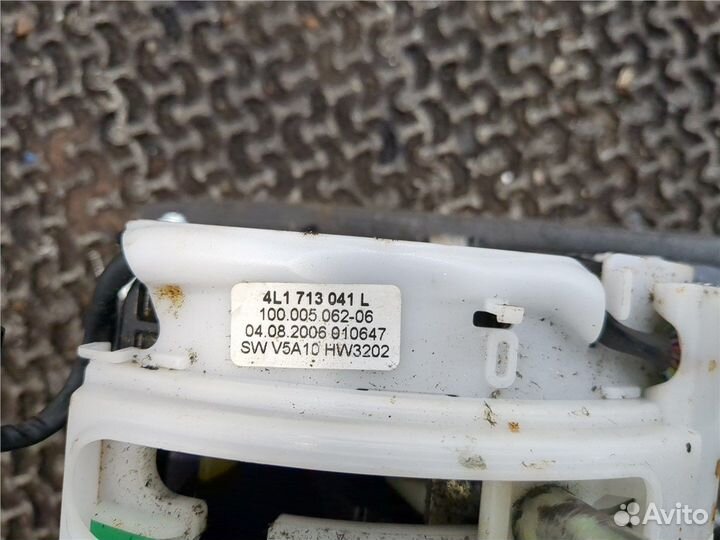 4L1 713 041 L
100.005.062-06
04.08.2006 910647
SW V5A10 HW3202
Avito